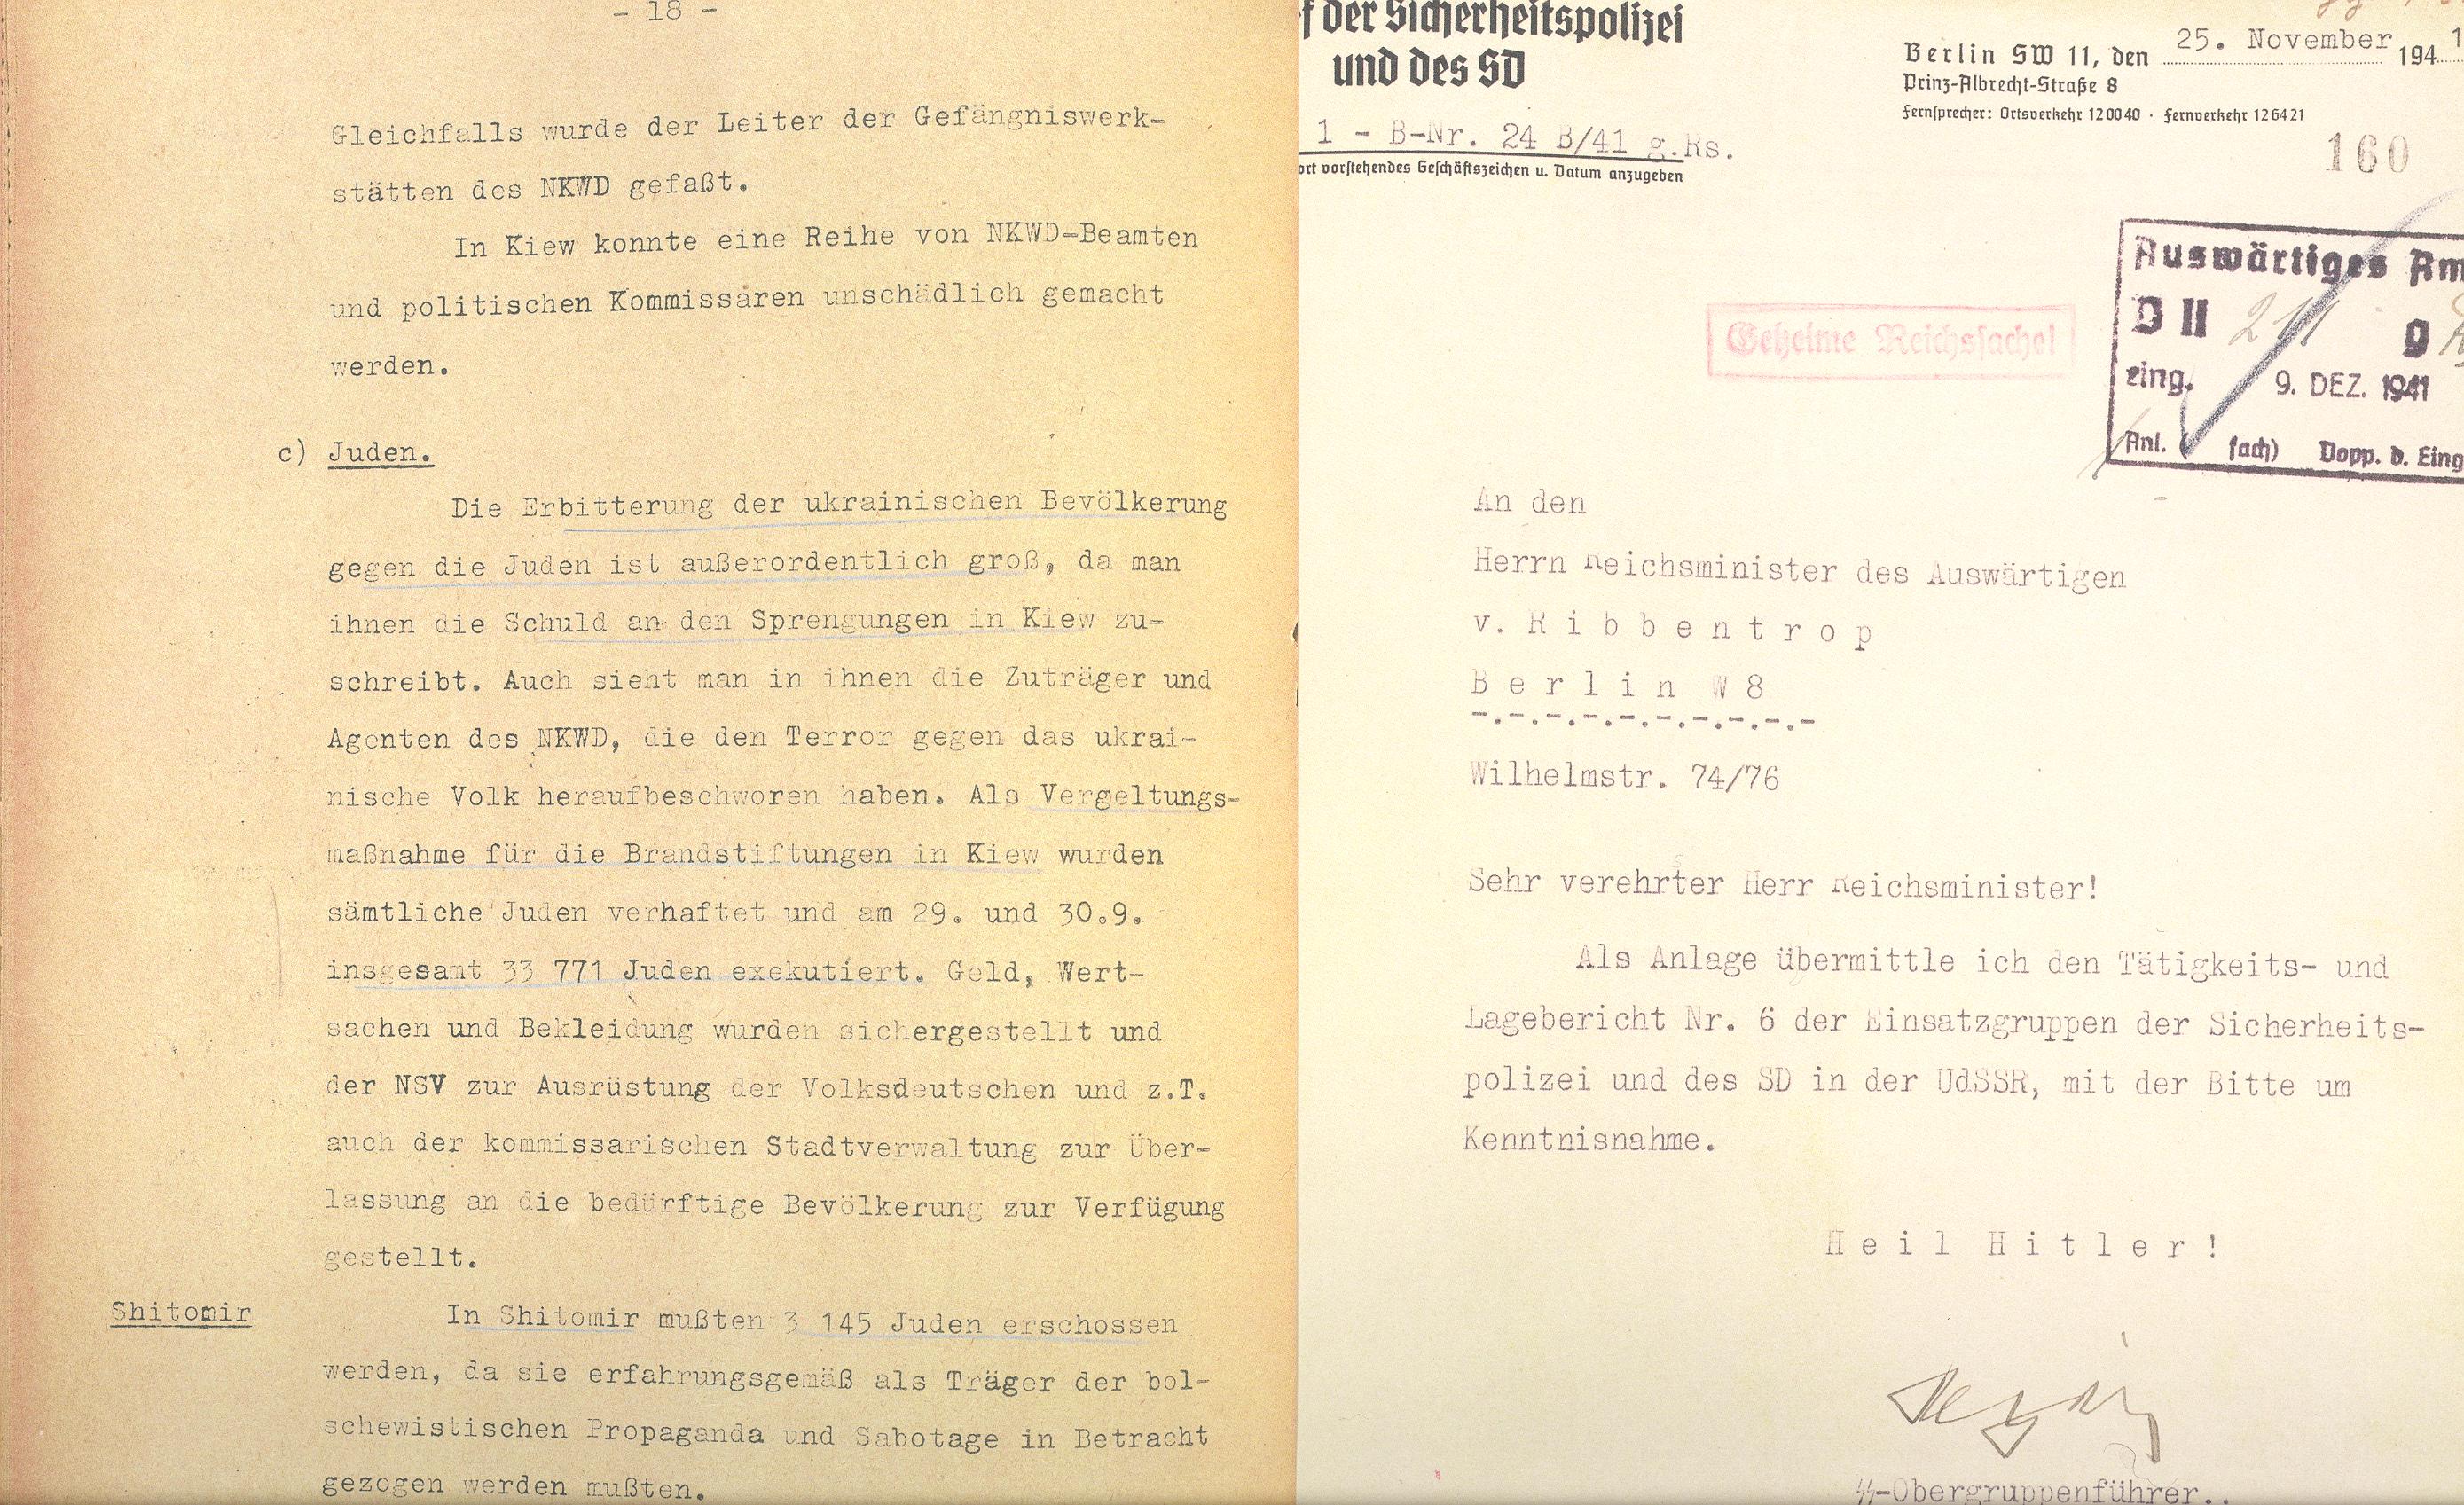 - 18 -
Gleichfalls wurde der Leiter der Gefängniswerk-
stätten des NKWD gefaßt.
In Kiew konnte eine Reihe von NKWD-Beamten
und politischen Kommissaren unschädlich gemacht
werden.
c) Juden.
Die Erbitterung der ukrainischen Bevölkerung
gegen die Juden ist außerordentlich groß, da man
ihnen die Schuld an den Sprengungen in Kiew zu-
schreibt. Auch sieht man in ihnen die Zuträger und
Agenten des NKWD, die den Terror gegen das ukrai-
nische Volk heraufbeschworen haben. Als Vergeltungs-
maßnahme für die Brandstiftungen in Kiew wurden
sämtliche Juden verhaftet und am 29. und 30.9.
insgesamt 33 771 Juden exekutiert. Geld, Wert-
sachen und Bekleidung wurden sichergestellt und
der NSV zur Ausrüstung der Volksdeutschen und z.T.
auch der kommissarischen Stadtverwaltung zur Über-
lassung an die bedürftige Bevölkerung zur Verfügung
gestellt.
Shitomir
In Shitomir mußten 3 145 Juden erschossen
werden, da sie erfahrungsgemäß als Träger der bol-
schewistischen Propaganda und Sabotage in Betracht
gezogen werden mußten.
f der Sicherheitspolizei
und des SD
1 - B-Nr. 24 B/41 g.Rs.
ort vorstehendes Geschäftszeichen u. Datum anzugeben
Berlin SW 11, den 25. November 1941
Prinz-Albrecht-Straße 8
Fernsprecher: Ortsverkehr 120040 · Fernverkehr 126421
160
Geheime Reichssache!
Auswärtiges Am
D II g
eing. 9. DEZ. 1941
Anl. ( fach) Dopp. d. Eing
An den
Herrn Reichsminister des Auswärtigen
v. R i b b e n t r o p
B e r l i n W 8
-.-.-.-.-.-.-.-.-.-
Wilhelmstr. 74/76
Sehr verehrter Herr Reichsminister!
Als Anlage übermittle ich den Tätigkeits- und
Lagebericht Nr. 6 der Einsatzgruppen der Sicherheits-
polizei und des SD in der UdSSR, mit der Bitte um
Kenntnisnahme.
H e i l H i t l e r !
SS-Obergruppenführer.